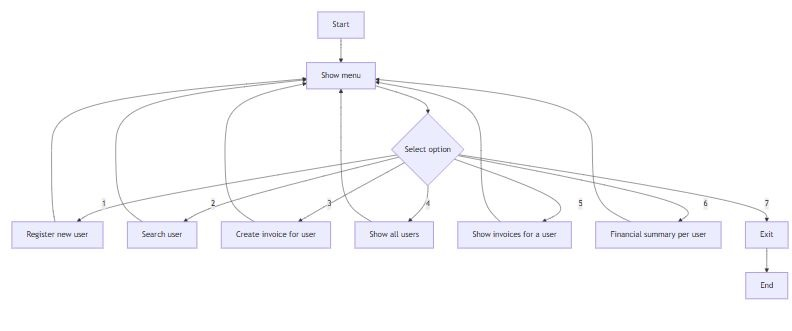 Start
Show menu
Select option
1
2
3
4
5
6
7
Register new user
Search user
Create invoice for user
Show all users
Show invoices for a user
Financial summary per user
Exit
End